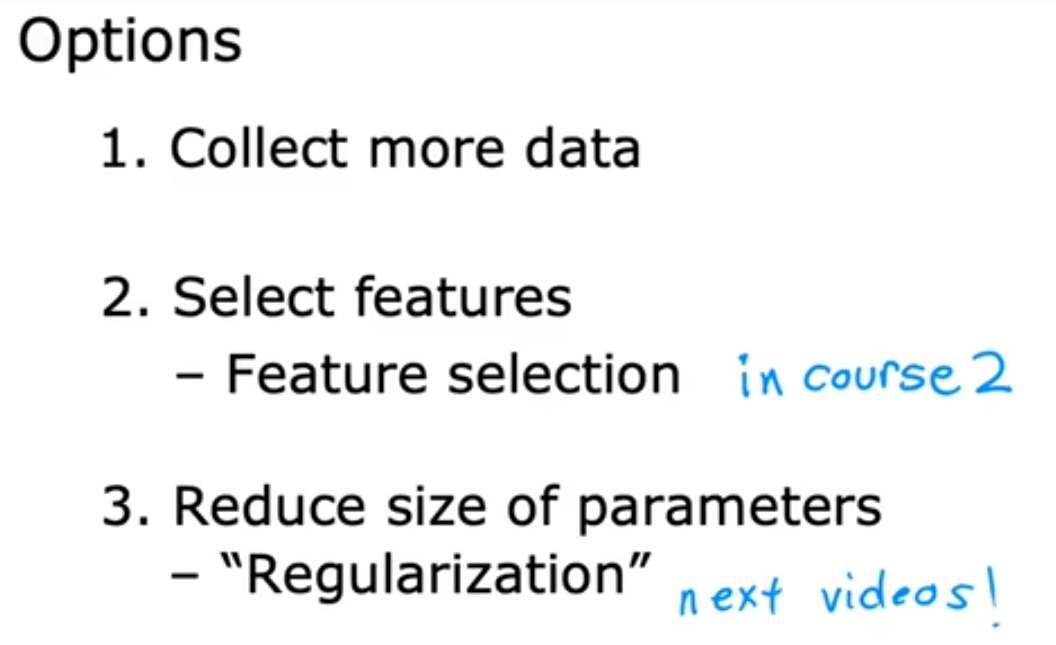 Options
1. Collect more data
2. Select features
– Feature selection in course 2
3. Reduce size of parameters
– “Regularization” next videos!